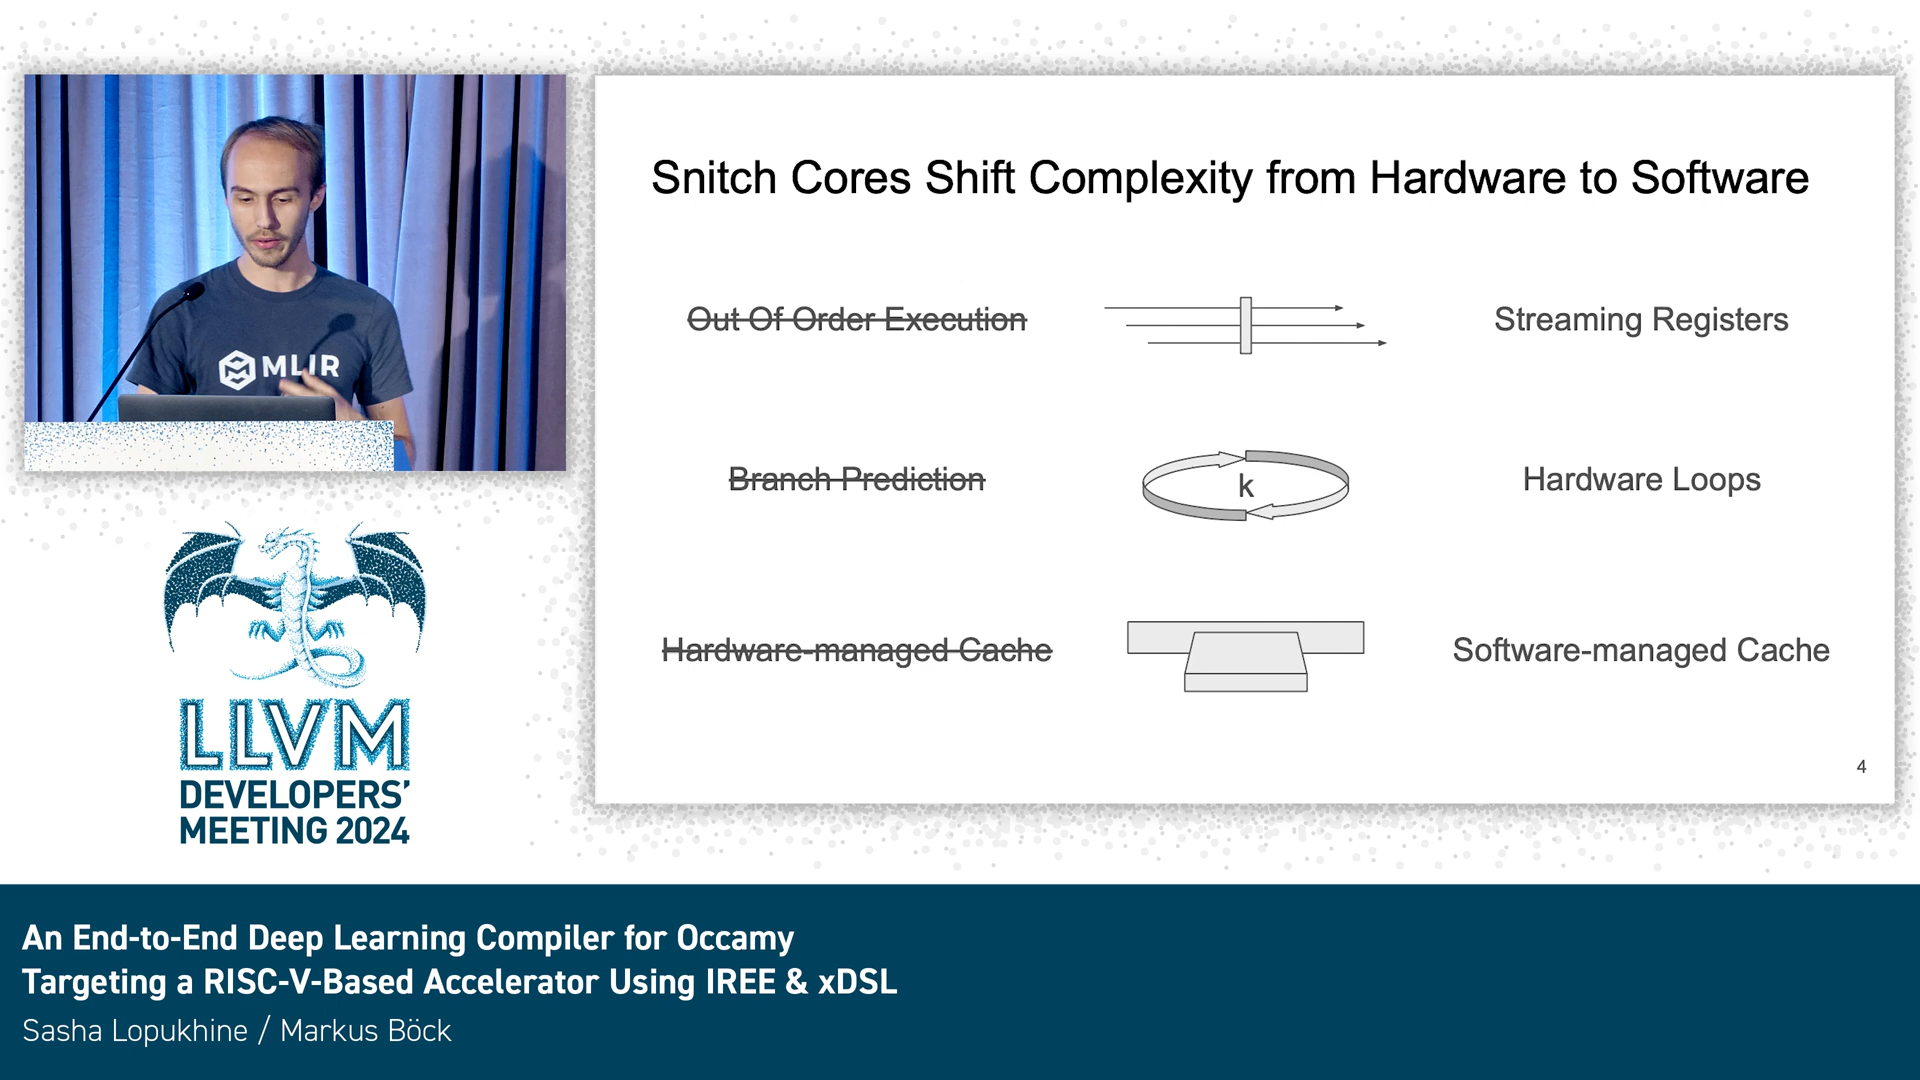 MLIR
Snitch Cores Shift Complexity from Hardware to Software
Out Of Order Execution
Streaming Registers
Branch Prediction
k
Hardware Loops
Hardware-managed Cache
Software-managed Cache
4
LLVM
DEVELOPERS'
MEETING 2024
An End-to-End Deep Learning Compiler for Occamy
Targeting a RISC-V-Based Accelerator Using IREE & xDSL
Sasha Lopukhine / Markus Böck